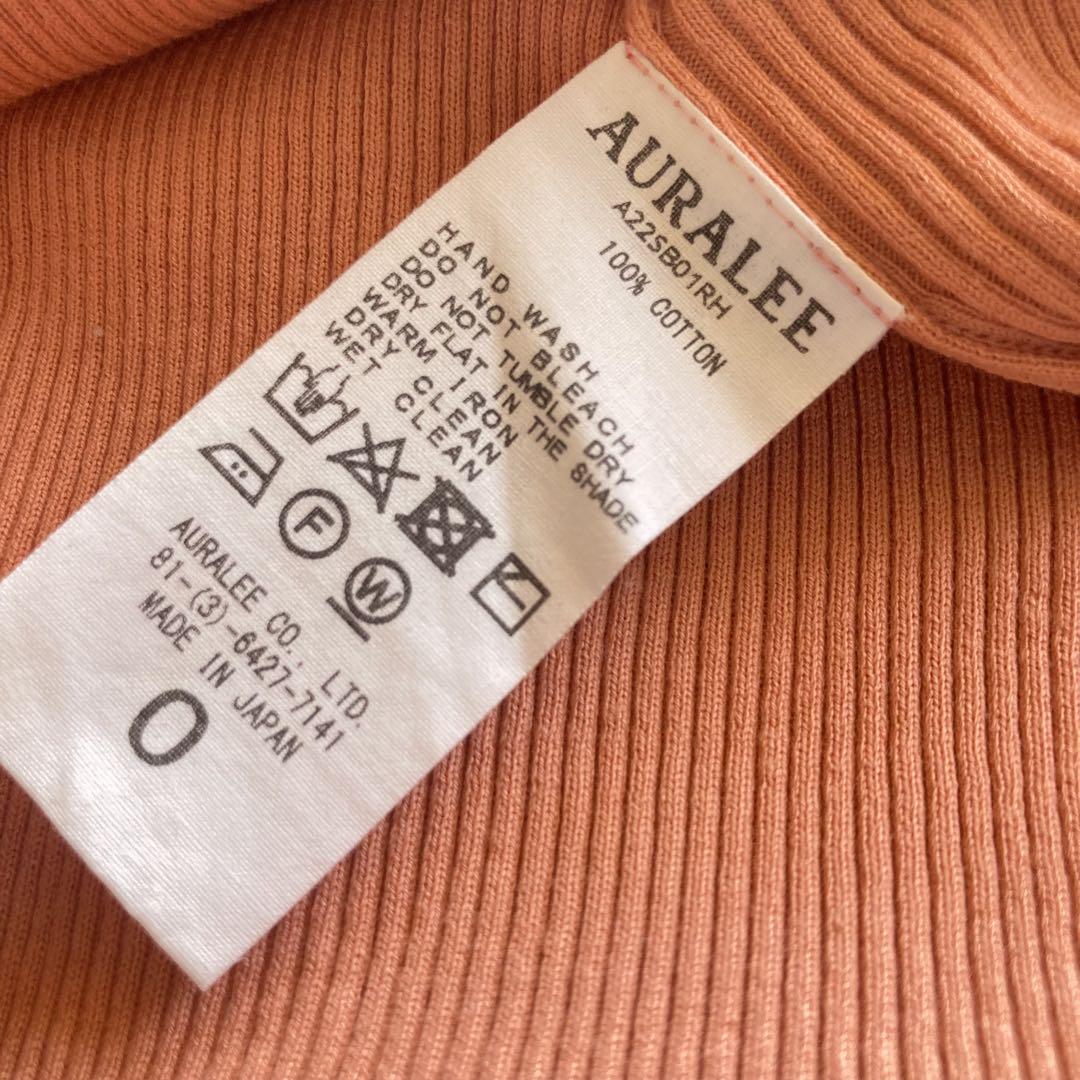 AURALEE
A22SB01RH
100% COTTON
HAND WASH
DO NOT BLEACH
DO NOT TUMBLE DRY
DRY FLAT IN THE SHADE
WARM IRON
DRY CLEAN
WET CLEAN
F
W
AURALEE CO., LTD.
81-(3)-6427-7141
MADE IN JAPAN
0